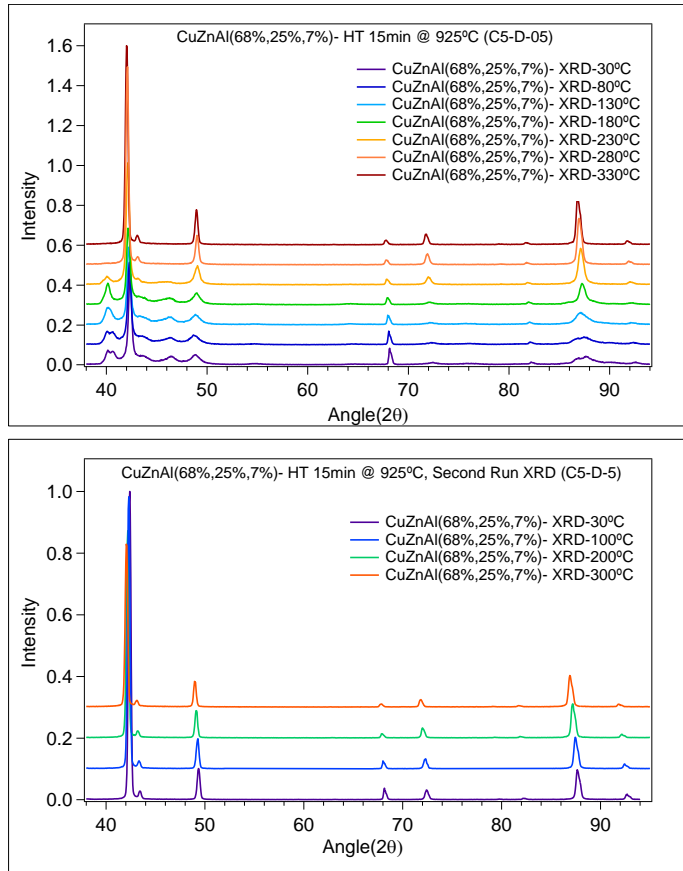 CuZnAl(68%,25%,7%)- HT 15min @ 925ºC (C5-D-05)
CuZnAl(68%,25%,7%)- XRD-30ºC
CuZnAl(68%,25%,7%)- XRD-80ºC
CuZnAl(68%,25%,7%)- XRD-130ºC
CuZnAl(68%,25%,7%)- XRD-180ºC
CuZnAl(68%,25%,7%)- XRD-230ºC
CuZnAl(68%,25%,7%)- XRD-280ºC
CuZnAl(68%,25%,7%)- XRD-330ºC
Intensity
1.6
1.4
1.2
1.0
0.8
0.6
0.4
0.2
0.0
40 50 60 70 80 90
Angle(2θ)
CuZnAl(68%,25%,7%)- HT 15min @ 925ºC, Second Run XRD (C5-D-5)
CuZnAl(68%,25%,7%)- XRD-30ºC
CuZnAl(68%,25%,7%)- XRD-100ºC
CuZnAl(68%,25%,7%)- XRD-200ºC
CuZnAl(68%,25%,7%)- XRD-300ºC
Intensity
1.0
0.8
0.6
0.4
0.2
0.0
40 50 60 70 80 90
Angle(2θ)